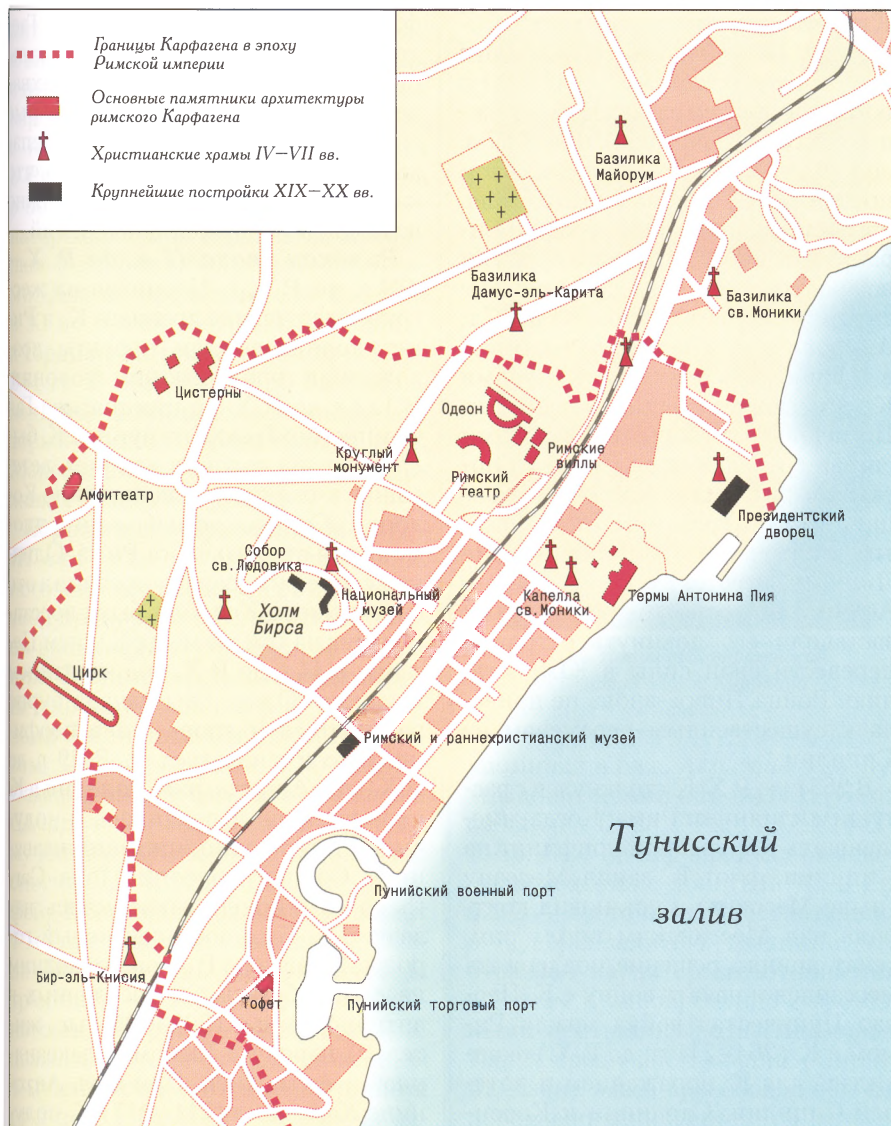 Границы Карфагена в эпоху
Римской империи
Основные памятники архитектуры
римского Карфагена
Христианские храмы IV–VII вв.
Крупнейшие постройки XIX–XX вв.
Базилика
Майорум
Базилика
Дамус-эль-Карита
Базилика
св. Моники
Цистерны
Одеон
Круглый
монумент
Римский
театр
Римские
виллы
Амфитеатр
Президентский
дворец
Собор
св. Людовика
Национальный
музей
Капелла
св. Моники
Термы Антонина Пия
Холм
Бирса
Цирк
Римский и раннехристианский музей
Тунисский
залив
Пунийский военный порт
Бир-эль-Книсия
Тофет
Пунийский торговый порт